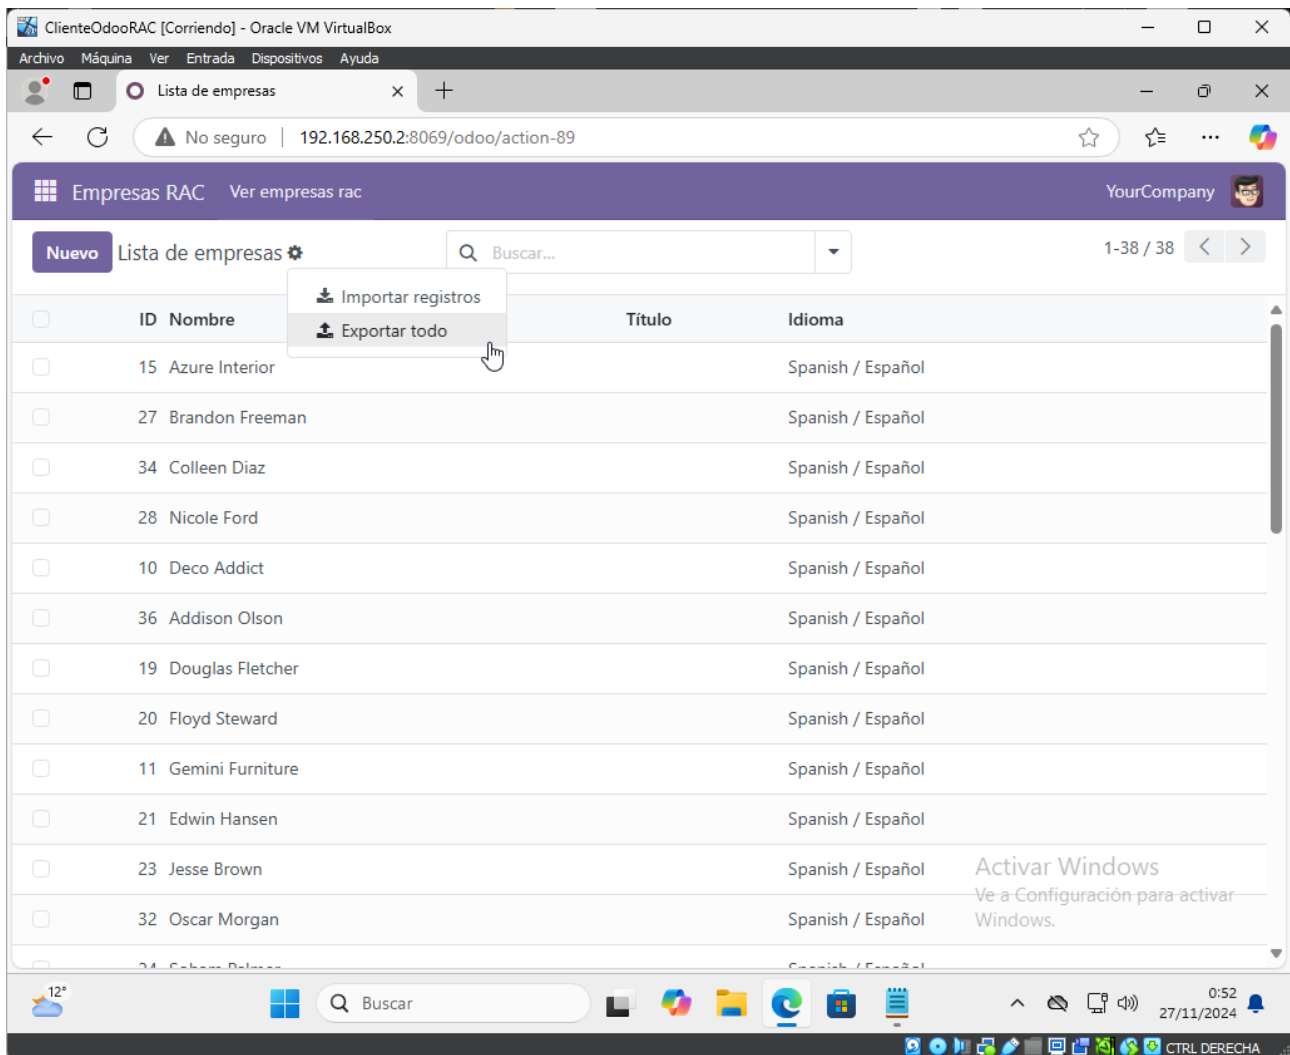 ClienteOdooRAC [Corriendo] - Oracle VM VirtualBox
Archivo Máquina Ver Entrada Dispositivos Ayuda
Lista de empresas
No seguro 192.168.250.2:8069/odoo/action-89
Empresas RAC Ver empresas rac YourCompany
Nuevo Lista de empresas Buscar... 1-38 / 38
Importar registros
Exportar todo
ID Nombre Título Idioma
15 Azure Interior Spanish / Español
27 Brandon Freeman Spanish / Español
34 Colleen Diaz Spanish / Español
28 Nicole Ford Spanish / Español
10 Deco Addict Spanish / Español
36 Addison Olson Spanish / Español
19 Douglas Fletcher Spanish / Español
20 Floyd Steward Spanish / Español
11 Gemini Furniture Spanish / Español
21 Edwin Hansen Spanish / Español
23 Jesse Brown Spanish / Español
32 Oscar Morgan Spanish / Español
Activar Windows
Ve a Configuración para activar
Windows.
12°
Buscar
0:52
27/11/2024
CTRL DERECHA